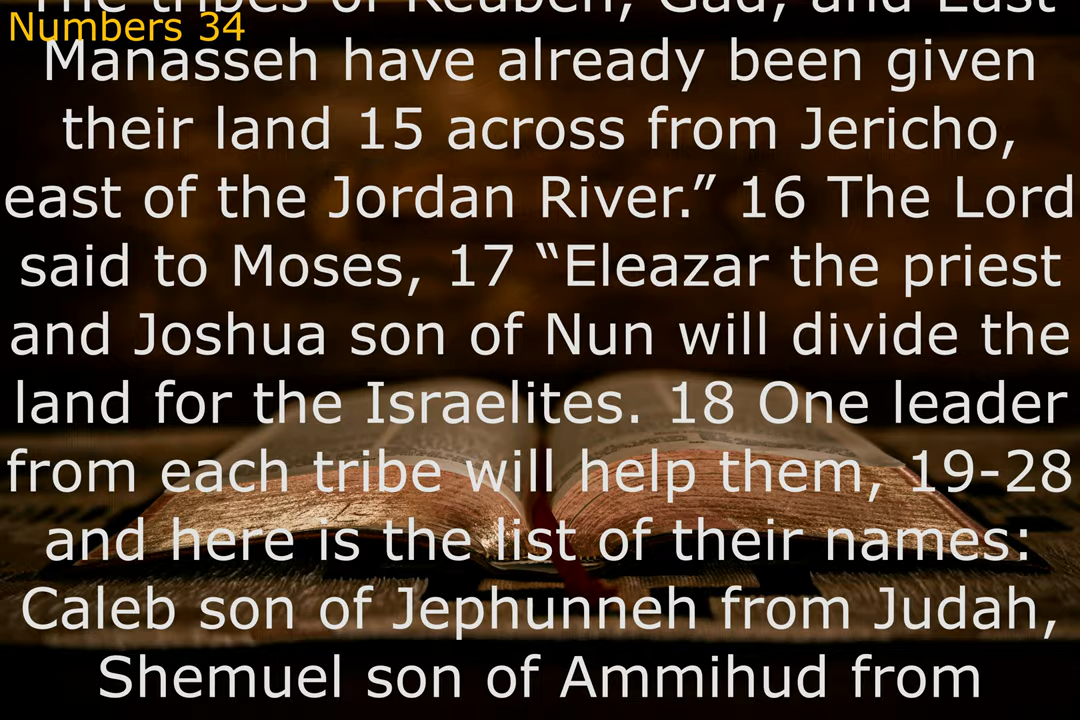 The tribes of Reuben, Gad, and East
Numbers 34
Manasseh have already been given
their land 15 across from Jericho,
east of the Jordan River.” 16 The Lord
said to Moses, 17 “Eleazar the priest
and Joshua son of Nun will divide the
land for the Israelites. 18 One leader
from each tribe will help them, 19-28
and here is the list of their names:
Caleb son of Jephunneh from Judah,
Shemuel son of Ammihud from